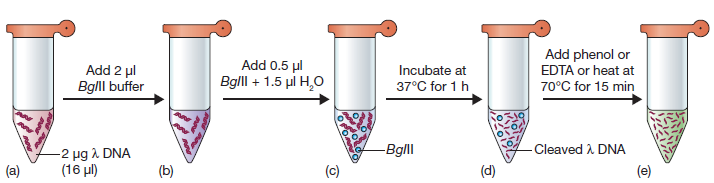 Add 2 µl
BglII buffer
Add 0.5 µl
BglII + 1.5 µl H₂O
Incubate at
37°C for 1 h
Add phenol or
EDTA or heat at
70°C for 15 min
2 µg λ DNA
(16 µl)
BglII
Cleaved λ DNA
(a)
(b)
(c)
(d)
(e)